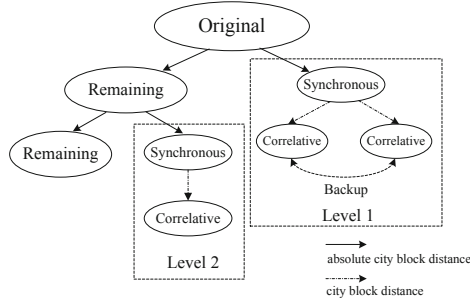 Original
Remaining
Synchronous
Remaining
Synchronous
Correlative
Correlative
Backup
Correlative
Level 1
Level 2
absolute city block distance
city block distance